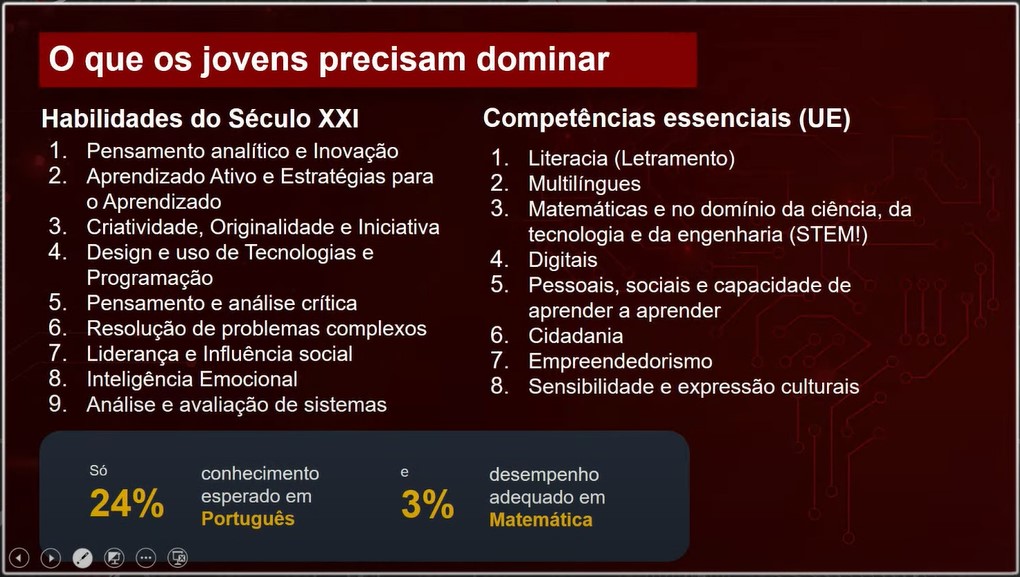 O que os jovens precisam dominar
Habilidades do Século XXI
1. Pensamento analítico e Inovação
2. Aprendizado Ativo e Estratégias para
o Aprendizado
3. Criatividade, Originalidade e Iniciativa
4. Design e uso de Tecnologias e
Programação
5. Pensamento e análise crítica
6. Resolução de problemas complexos
7. Liderança e Influência social
8. Inteligência Emocional
9. Análise e avaliação de sistemas
Competências essenciais (UE)
1. Literacia (Letramento)
2. Multilíngues
3. Matemáticas e no domínio da ciência, da
tecnologia e da engenharia (STEM!)
4. Digitais
5. Pessoais, sociais e capacidade de
aprender a aprender
6. Cidadania
7. Empreendedorismo
8. Sensibilidade e expressão culturais
Só
24%
conhecimento
esperado em
Português
e
3%
desempenho
adequado em
Matemática